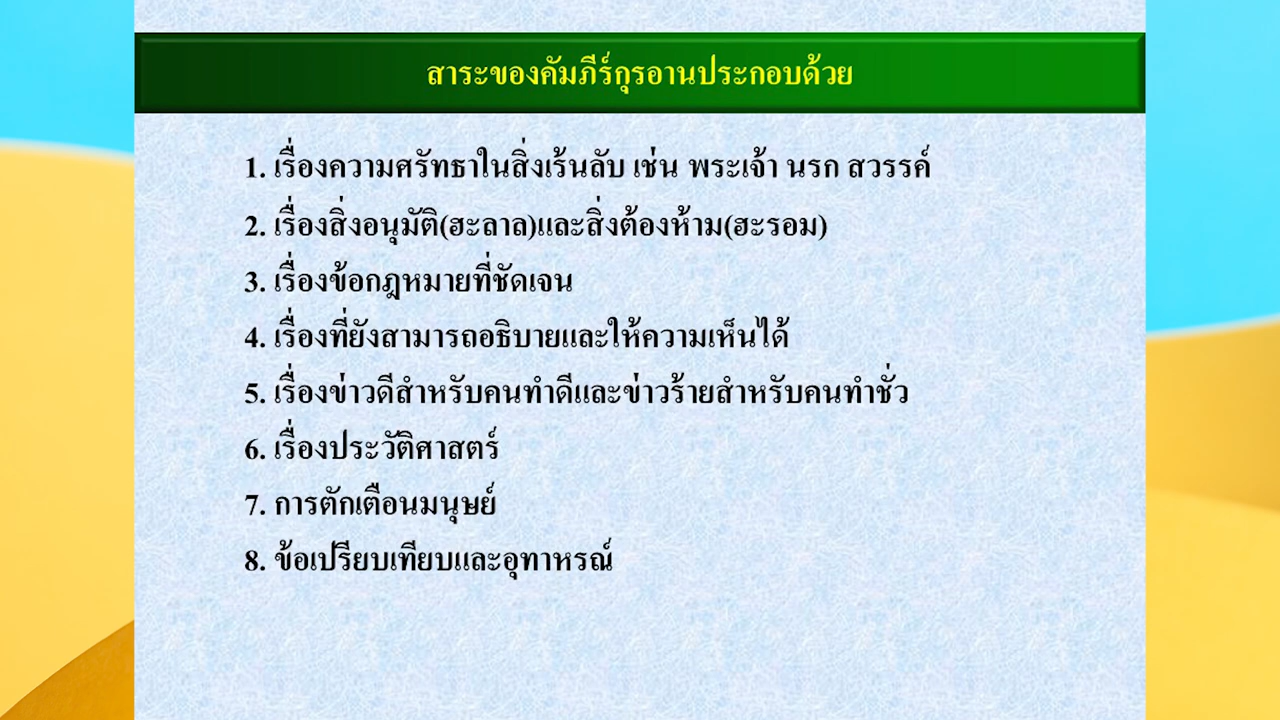 สาระของคัมภีร์กุรอานประกอบด้วย
1. เรื่องความศรัทธาในสิ่งเร้นลับ เช่น พระเจ้า นรก สวรรค์
2. เรื่องสิ่งอนุมัติ(ฮะลาล)และสิ่งต้องห้าม(ฮะรอม)
3. เรื่องข้อกฎหมายที่ชัดเจน
4. เรื่องที่ยังสามารถอธิบายและให้ความเห็นได้
5. เรื่องข่าวดีสำหรับคนทำดีและข่าวร้ายสำหรับคนทำชั่ว
6. เรื่องประวัติศาสตร์
7. การตักเตือนมนุษย์
8. ข้อเปรียบเทียบและอุทาหรณ์